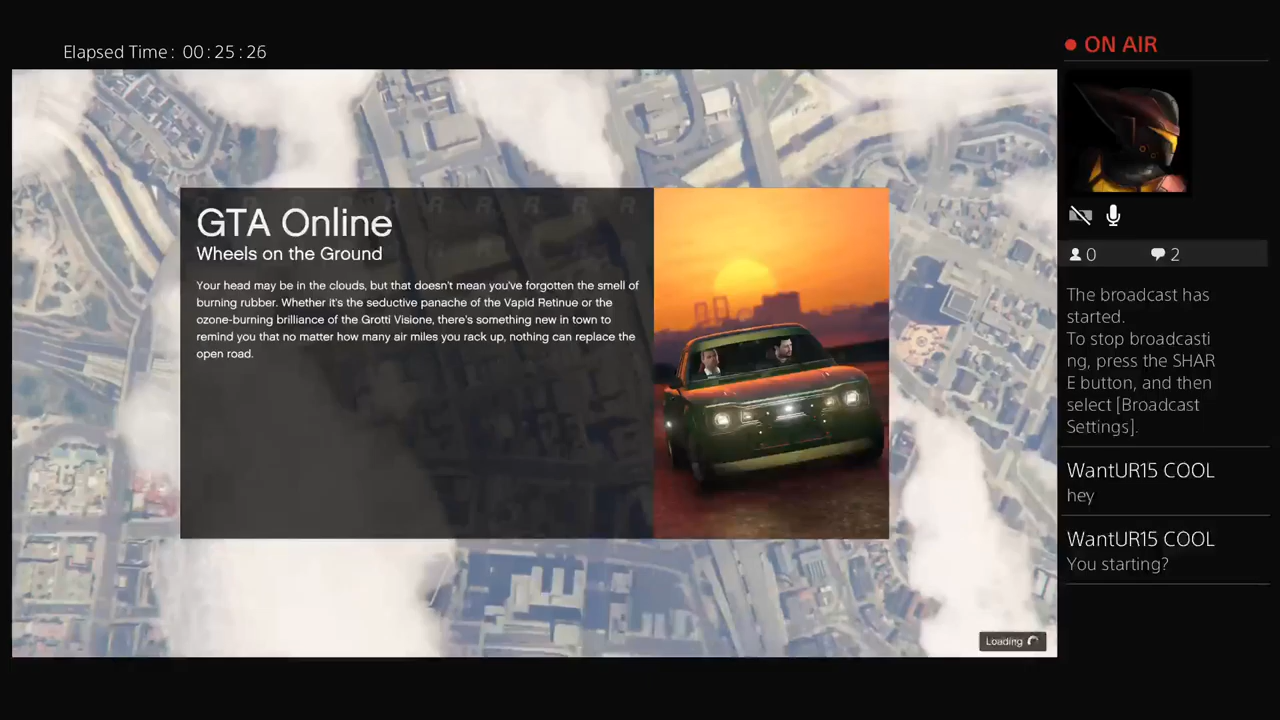 Elapsed Time: 00:25:26
ON AIR
GTA Online
Wheels on the Ground
Your head may be in the clouds, but that doesn't mean you've forgotten the smell of
burning rubber. Whether it's the seductive panache of the Vapid Retinue or the
ozone-burning brilliance of the Grotti Visione, there's something new in town to
remind you that no matter how many air miles you rack up, nothing can replace the
open road.
Loading
0 2
The broadcast has
started.
To stop broadcasti
ng, press the SHAR
E button, and then
select [Broadcast
Settings].
WantUR15 COOL
hey
WantUR15 COOL
You starting?